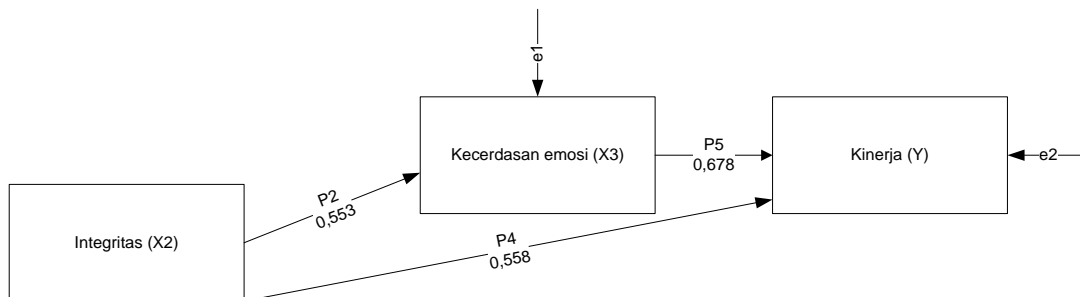 e1
Kecerdasan emosi (X3)
P5
0,678
Kinerja (Y)
e2
P2
0,553
Integritas (X2)
P4
0,558